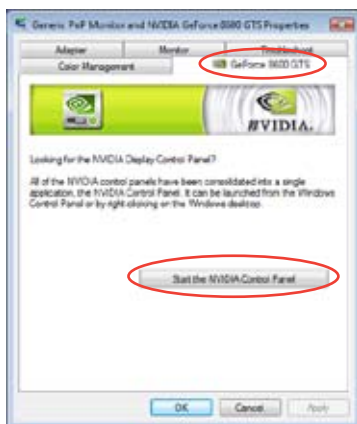 Generic PnP Monitor and NVIDIA GeForce 8600 GTS Properties
Adapter Monitor Troubleshoot
Color Management GeForce 8600 GTS
NVIDIA.
Looking for the NVIDIA Display Control Panel?
All of the NVIDIA control panels have been consolidated into a single
application, the NVIDIA Control Panel. It can be launched from the Windows
Control Panel or by right clicking on the Windows desktop.
Start the NVIDIA Control Panel
OK Cancel Apply